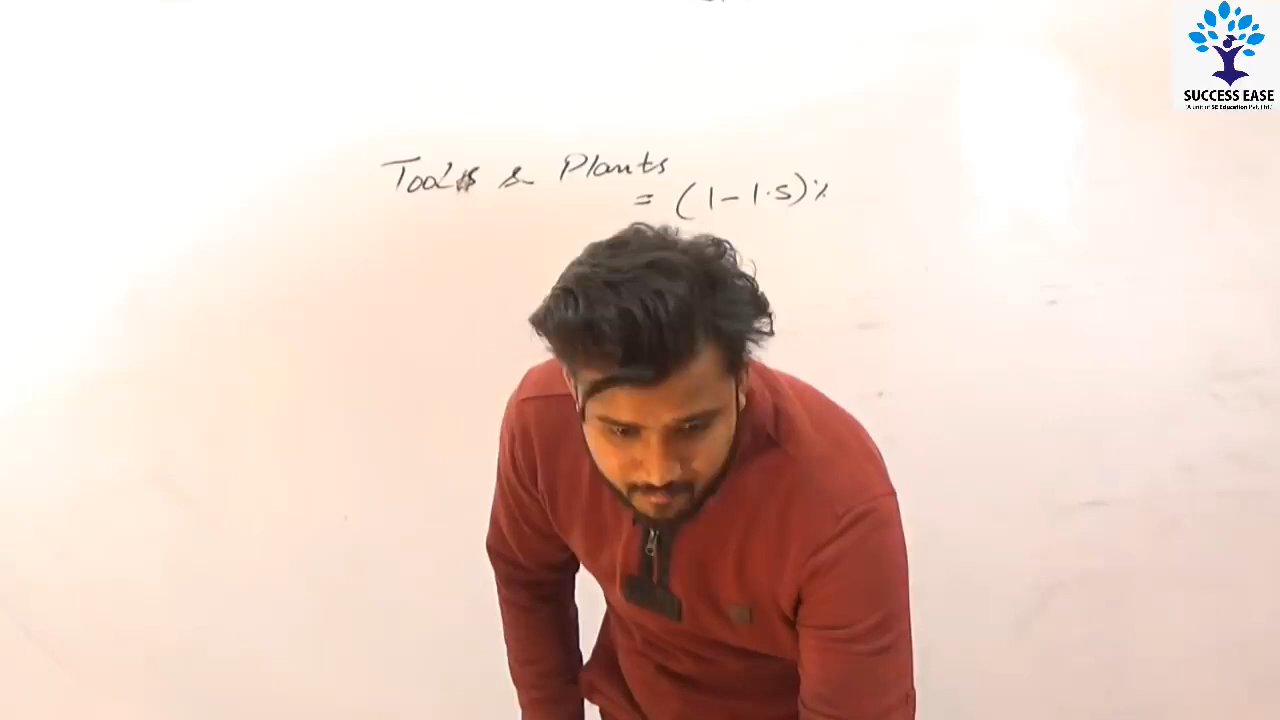 SUCCESS EASE
Tools & Plants
= (1-1.5)%